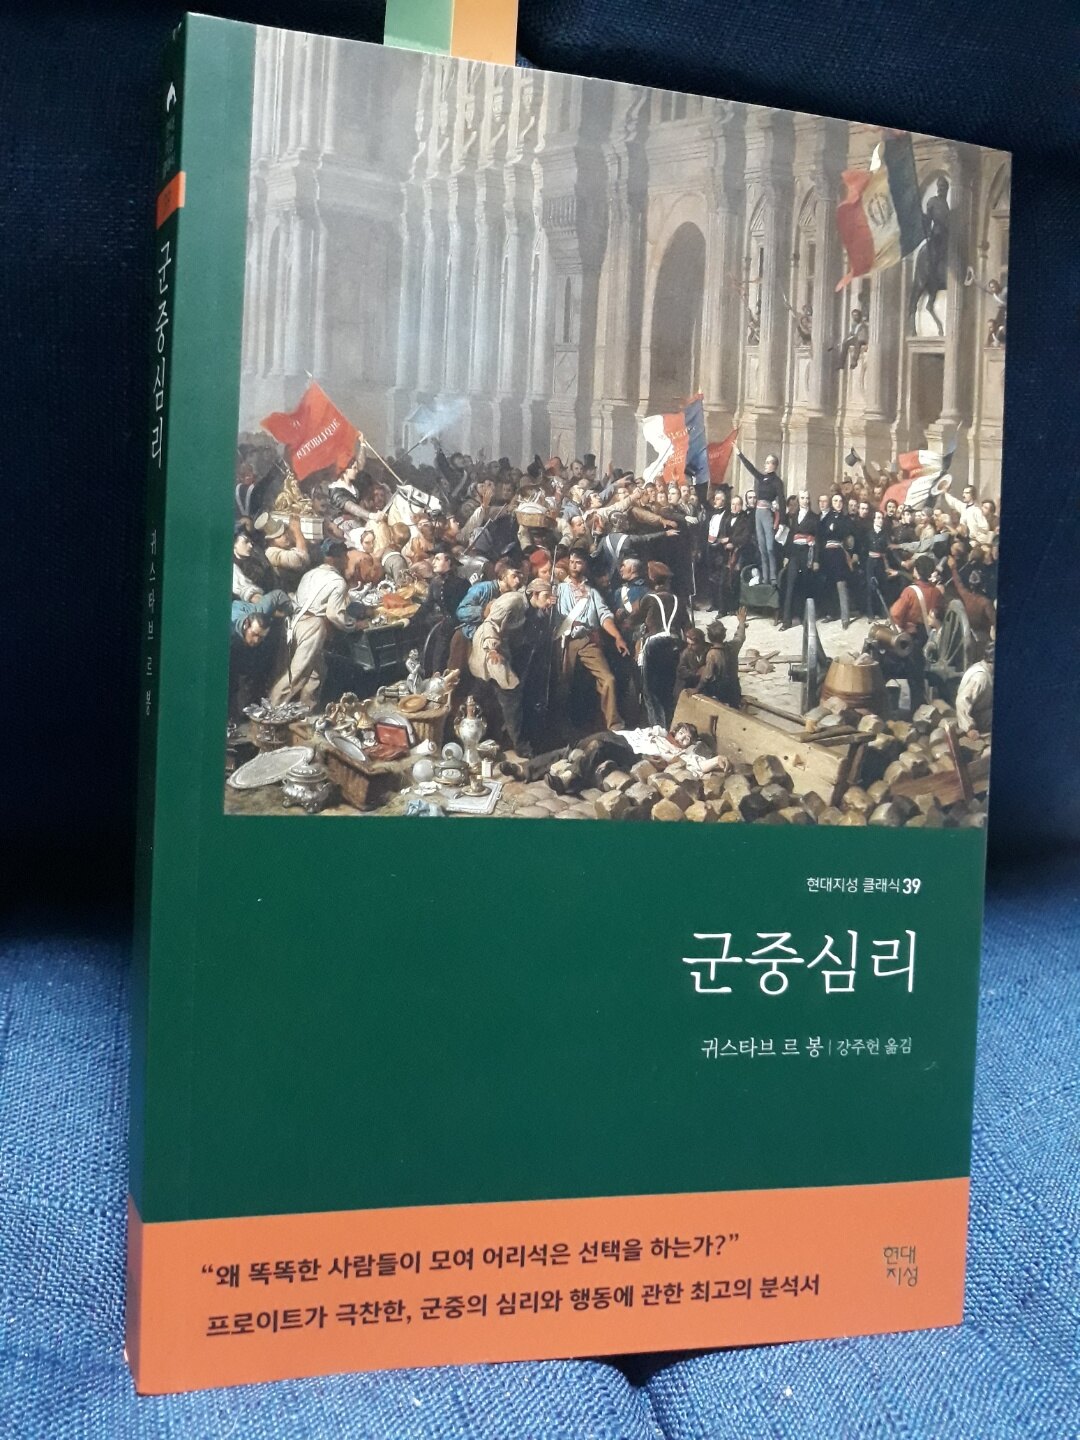 군중심리
귀스타브 르 봉
현대지성 클래식 39
군중심리
귀스타브 르 봉 | 강주헌 옮김
“왜 똑똑한 사람들이 모여 어리석은 선택을 하는가?”
프로이트가 극찬한, 군중의 심리와 행동에 관한 최고의 분석서
현대
지성